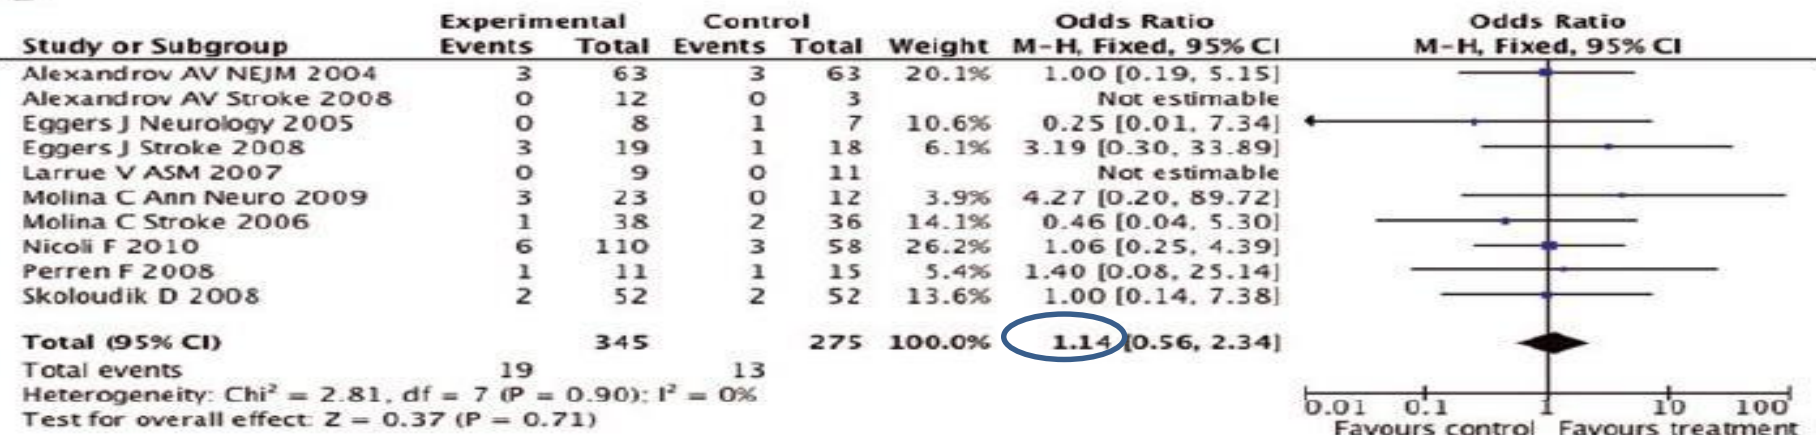 Experimental Control Odds Ratio Odds Ratio
Study or Subgroup Events Total Events Total Weight M-H, Fixed, 95% CI M-H, Fixed, 95% CI
Alexandrov AV NEJM 2004 3 63 3 63 20.1% 1.00 [0.19, 5.15]
Alexandrov AV Stroke 2008 0 12 0 3 Not estimable
Eggers J Neurology 2005 0 8 1 7 10.6% 0.25 [0.01, 7.34]
Eggers J Stroke 2008 3 19 1 18 6.1% 3.19 [0.30, 33.89]
Larrue V ASM 2007 0 9 0 11 Not estimable
Molina C Ann Neuro 2009 3 23 0 12 3.9% 4.27 [0.20, 89.72]
Molina C Stroke 2006 1 38 2 36 14.1% 0.46 [0.04, 5.30]
Nicoli F 2010 6 110 3 58 26.2% 1.06 [0.25, 4.39]
Perren F 2008 1 11 1 15 5.4% 1.40 [0.08, 25.14]
Skoloudik D 2008 2 52 2 52 13.6% 1.00 [0.14, 7.38]
Total (95% CI) 345 275 100.0% 1.14 [0.56, 2.34]
Total events 19 13
Heterogeneity: Chi² = 2.81, df = 7 (P = 0.90); I² = 0%
Test for overall effect: Z = 0.37 (P = 0.71)
0.01 0.1 1 10 100
Favours control Favours treatment